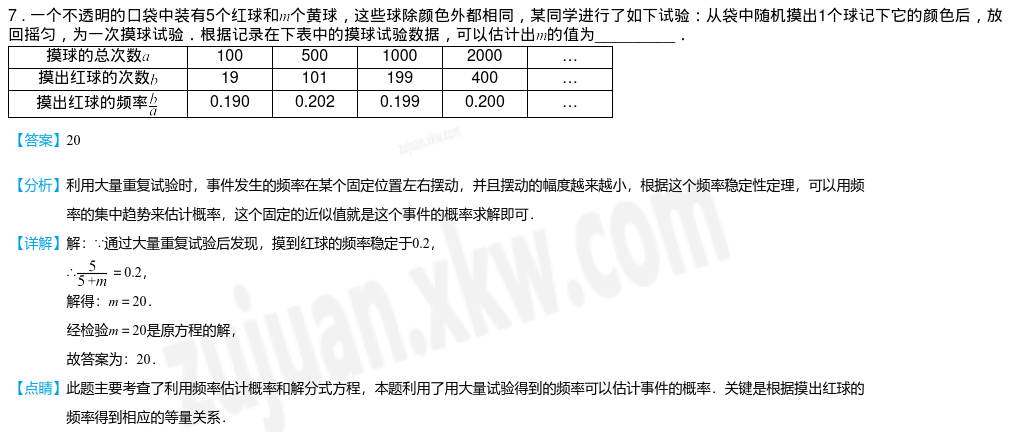 7．一个不透明的口袋中装有5个红球和m个黄球，这些球除颜色外都相同，某同学进行了如下试验：从袋中随机摸出1个球记下它的颜色后，放
回摇匀，为一次摸球试验．根据记录在下表中的摸球试验数据，可以估计出m的值为__________．
摸球的总次数a 100 500 1000 2000 …
摸出红球的次数b 19 101 199 400 …
摸出红球的频率b/a 0.190 0.202 0.199 0.200 …
【答案】20
【分析】利用大量重复试验时，事件发生的频率在某个固定位置左右摆动，并且摆动的幅度越来越小，根据这个频率稳定性定理，可以用频
率的集中趋势来估计概率，这个固定的近似值就是这个事件的概率求解即可．
【详解】解：∵通过大量重复试验后发现，摸到红球的频率稳定于0.2，
∴5/(5+m)＝0.2，
解得：m＝20．
经检验m＝20是原方程的解，
故答案为：20．
【点睛】此题主要考查了利用频率估计概率和解分式方程，本题利用了用大量试验得到的频率可以估计事件的概率．关键是根据摸出红球的
频率得到相应的等量关系．
zujuan.xkw.com
zujuan.xkw.com